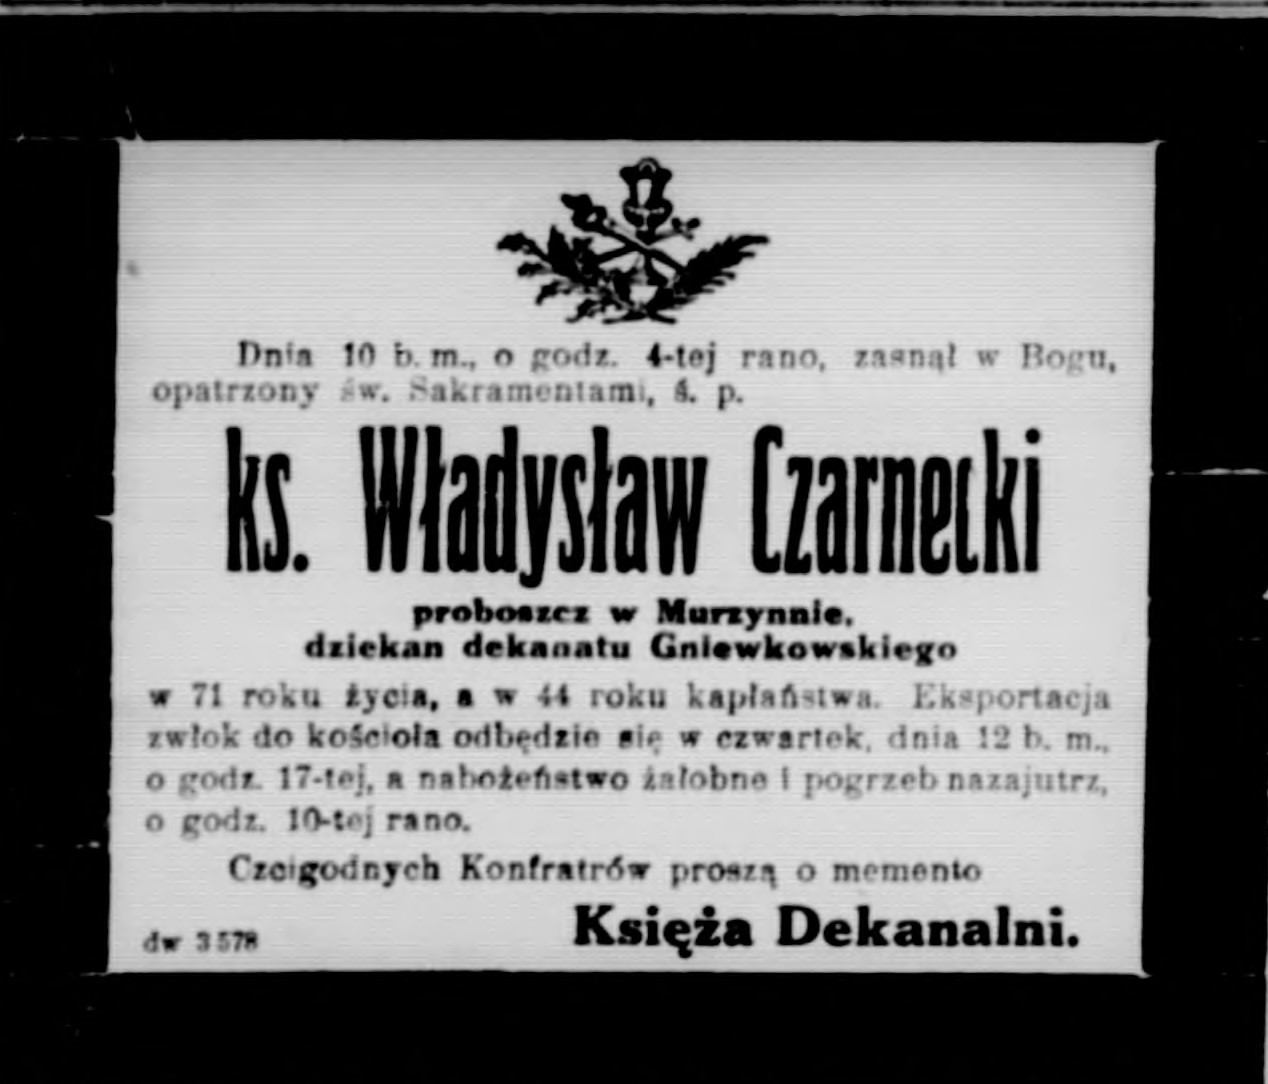 Dnia 10 b. m., o godz. 4-tej rano, zasnął w Bogu,
opatrzony św. Sakramentami, ś. p.
ks. Władysław Czarnecki
proboszcz w Murzynnie,
dziekan dekanatu Gniewkowskiego
w 71 roku życia, a w 44 roku kapłaństwa. Eksportacja
zwłok do kościoła odbędzie się w czwartek, dnia 12 b. m.,
o godz. 17-tej, a nabożeństwo żałobne i pogrzeb nazajutrz,
o godz. 10-tej rano.
Czcigodnych Konfratrów proszą o memento
Księża Dekanalni.
dw 3578